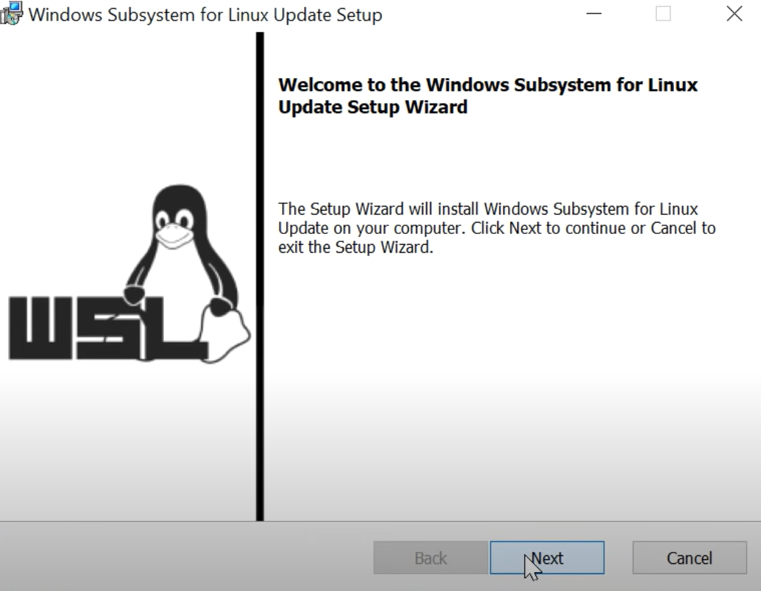 Windows Subsystem for Linux Update Setup
Welcome to the Windows Subsystem for Linux
Update Setup Wizard
The Setup Wizard will install Windows Subsystem for Linux
Update on your computer. Click Next to continue or Cancel to
exit the Setup Wizard.
WSL
Back
Next
Cancel